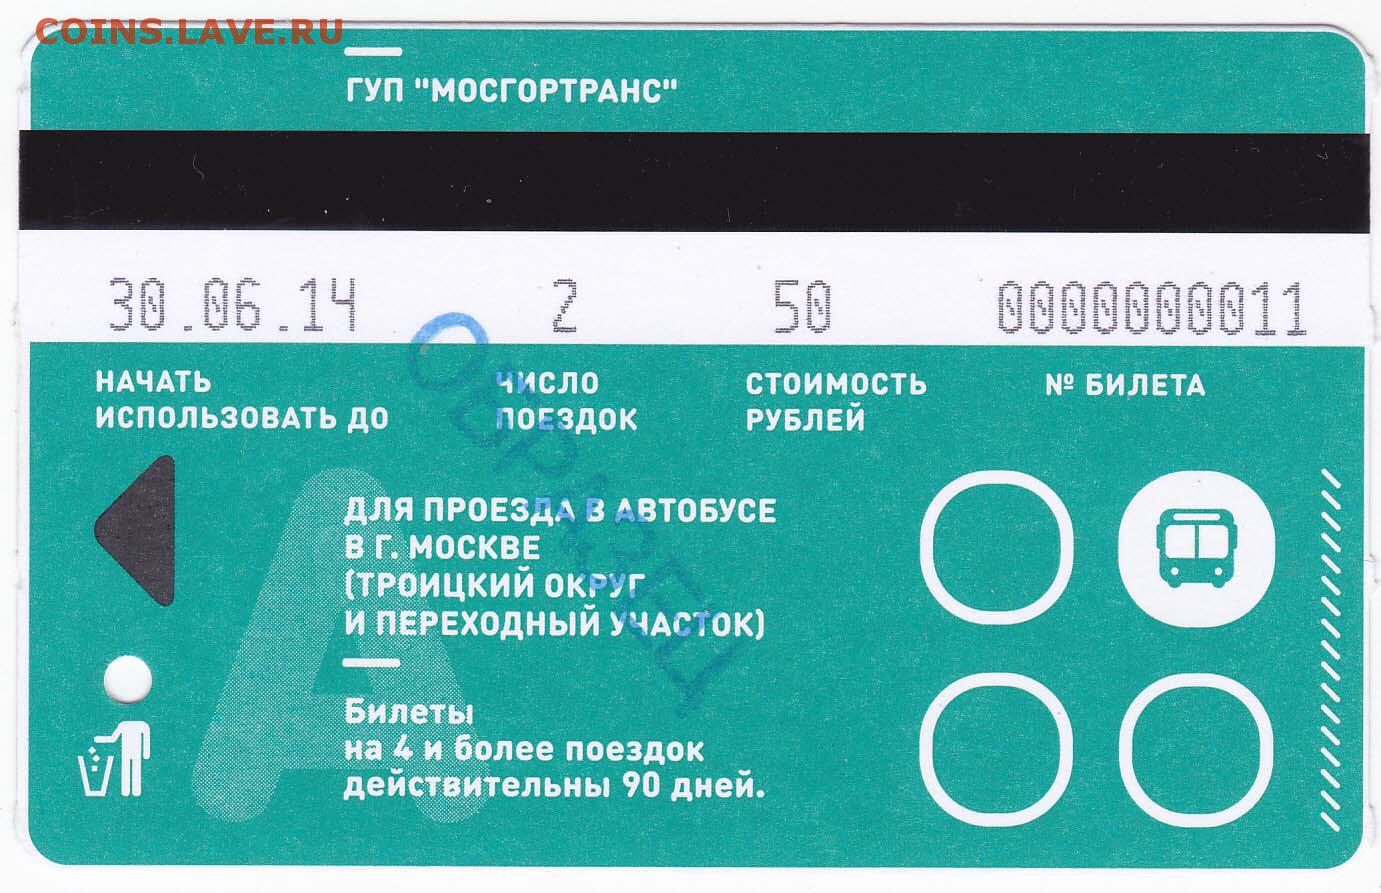 COINS.LAVE.RU
ГУП "МОСГОРТРАНС"
30.06.14 2 50 0000000011
НАЧАТЬ
ИСПОЛЬЗОВАТЬ ДО
ЧИСЛО
ПОЕЗДОК
СТОИМОСТЬ
РУБЛЕЙ
№ БИЛЕТА
ОБРАЗЕЦ
ДЛЯ ПРОЕЗДА В АВТОБУСЕ
В Г. МОСКВЕ
(ТРОИЦКИЙ ОКРУГ
И ПЕРЕХОДНЫЙ УЧАСТОК)
А
Билеты
на 4 и более поездок
действительны 90 дней.